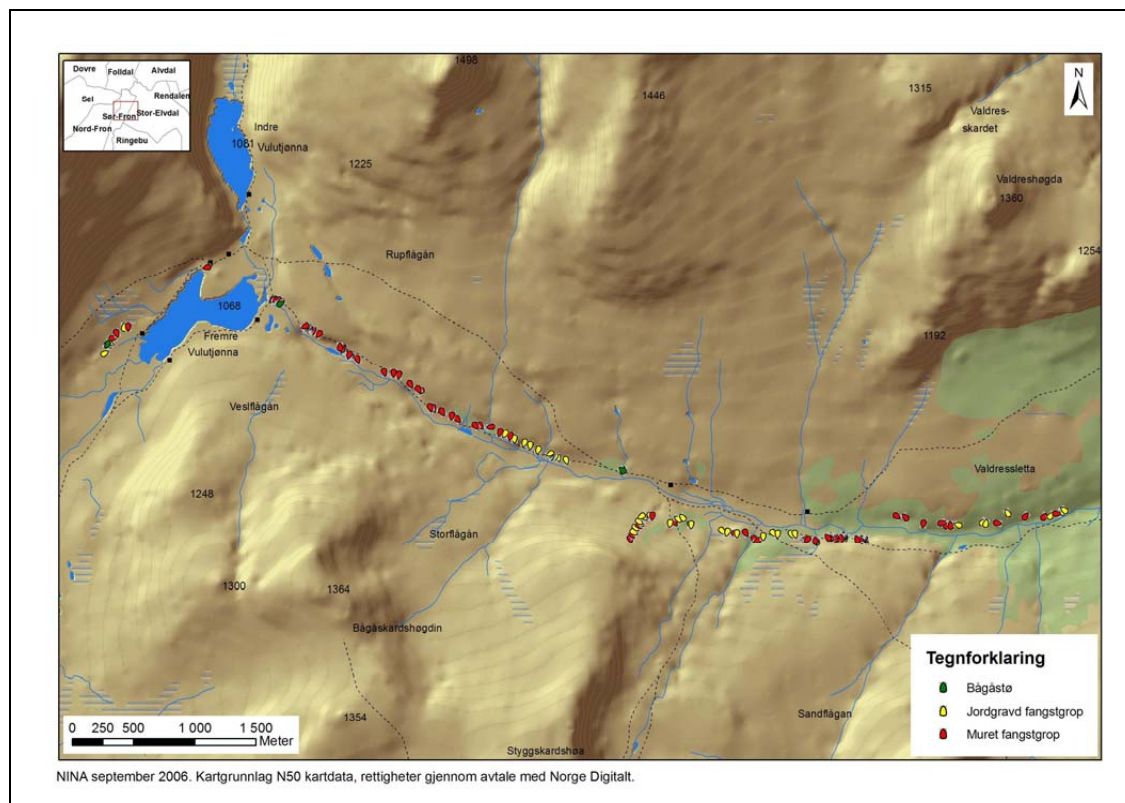 Dovre
Folldal
Alvdal
Rendalen
Sel
Sør-Fron
Stor-Elvdal
Nord-Fron
Ringebu
1498
1446
1315
N
Valdres-
skardet
Indre
1081
Vulutjønna
1225
Valdreshøgda
1360
1254
Rupflågån
1068
Fremre
Vulutjønna
1192
Veslflågån
Valdressletta
1248
Storflågån
1300
1364
Bågåskardshøgdin
1354
Sandflågan
Styggskardshøa
Tegnforklaring
Bågåstø
Jordgravd fangstgrop
Muret fangstgrop
0 250 500 1 000 1 500
Meter
NINA september 2006. Kartgrunnlag N50 kartdata, rettigheter gjennom avtale med Norge Digitalt.